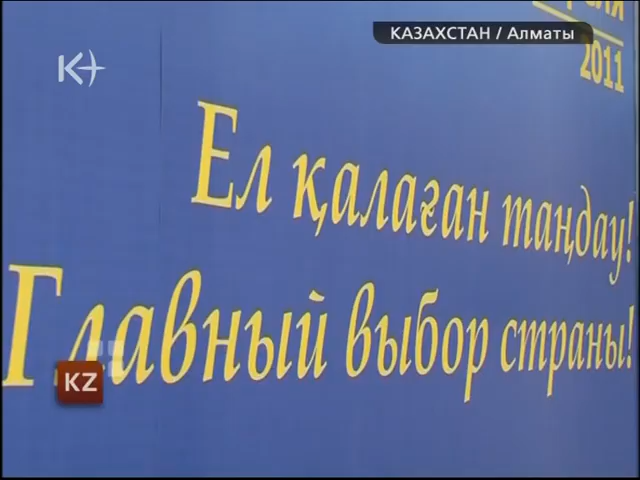 КАЗАХСТАН / Алматы
K+
2011
Ел қалаған таңдау!
Главный выбор страны!
KZ